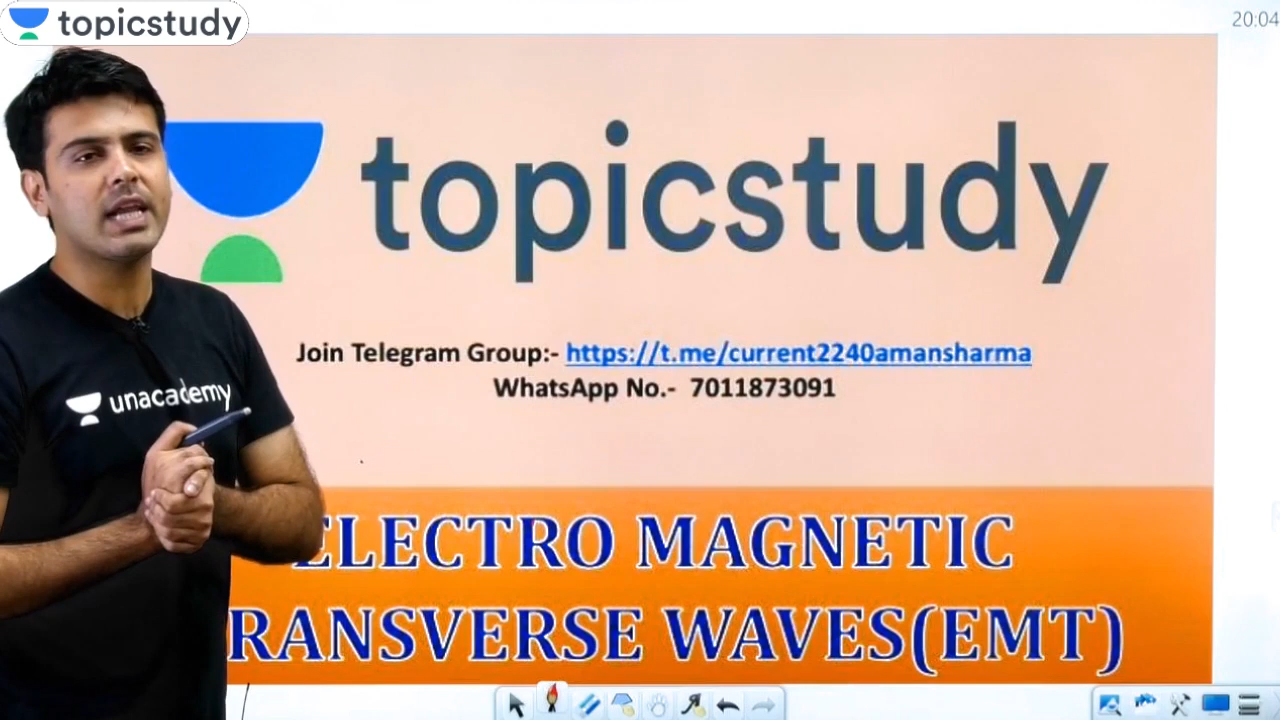 topicstudy
20:04
topicstudy
Join Telegram Group:- https://t.me/current2240amansharma
WhatsApp No.- 7011873091
unacademy
ELECTRO MAGNETIC
RANSVERSE WAVES(EMT)